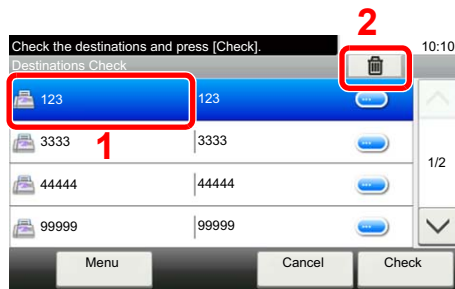 2
Check the destinations and press [Check].
10:10
Destinations Check
123 123
1
3333 3333
1/2
44444 44444
99999 99999
Menu Cancel Check